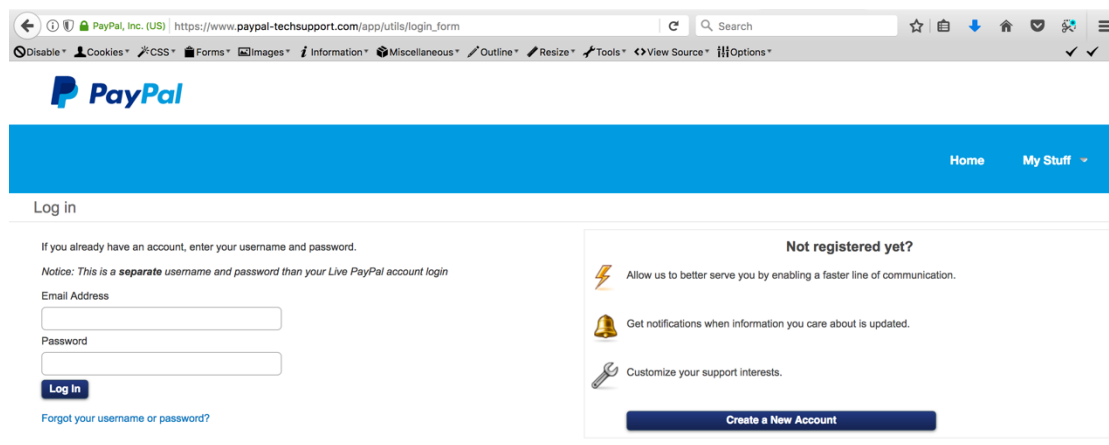 PayPal, Inc. (US) https://www.paypal-techsupport.com/app/utils/login_form Search
Disable Cookies CSS Forms Images Information Miscellaneous Outline Resize Tools View Source Options
PayPal
Home My Stuff
Log in
If you already have an account, enter your username and password.
Notice: This is a separate username and password than your Live PayPal account login
Email Address
Password
Log In
Forgot your username or password?
Not registered yet?
Allow us to better serve you by enabling a faster line of communication.
Get notifications when information you care about is updated.
Customize your support interests.
Create a New Account